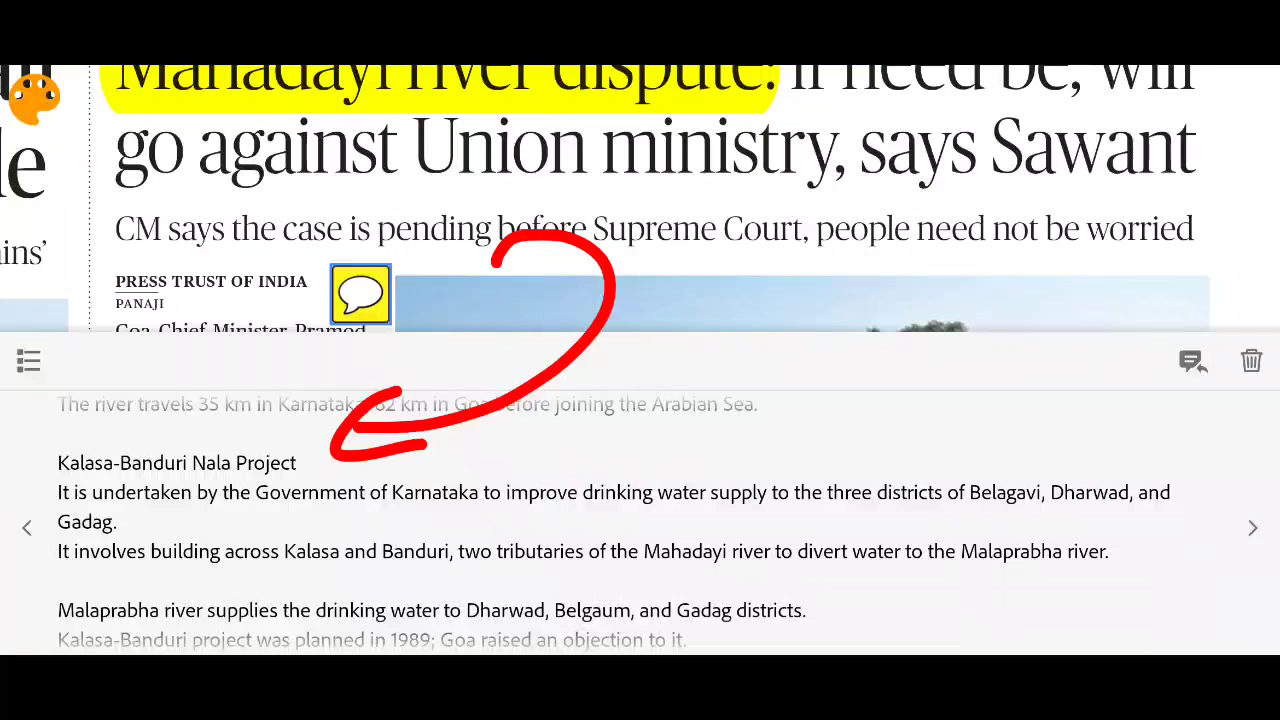 Mahadayi river dispute: If need be, will
go against Union ministry, says Sawant
le
CM says the case is pending before Supreme Court, people need not be worried
ins’
PRESS TRUST OF INDIA
PANAJI
Goa Chief Minister Pramod
The river travels 35 km in Karnataka, 82 km in Goa before joining the Arabian Sea.
Kalasa-Banduri Nala Project
It is undertaken by the Government of Karnataka to improve drinking water supply to the three districts of Belagavi, Dharwad, and
Gadag.
It involves building across Kalasa and Banduri, two tributaries of the Mahadayi river to divert water to the Malaprabha river.
Malaprabha river supplies the drinking water to Dharwad, Belgaum, and Gadag districts.
Kalasa-Banduri project was planned in 1989; Goa raised an objection to it.